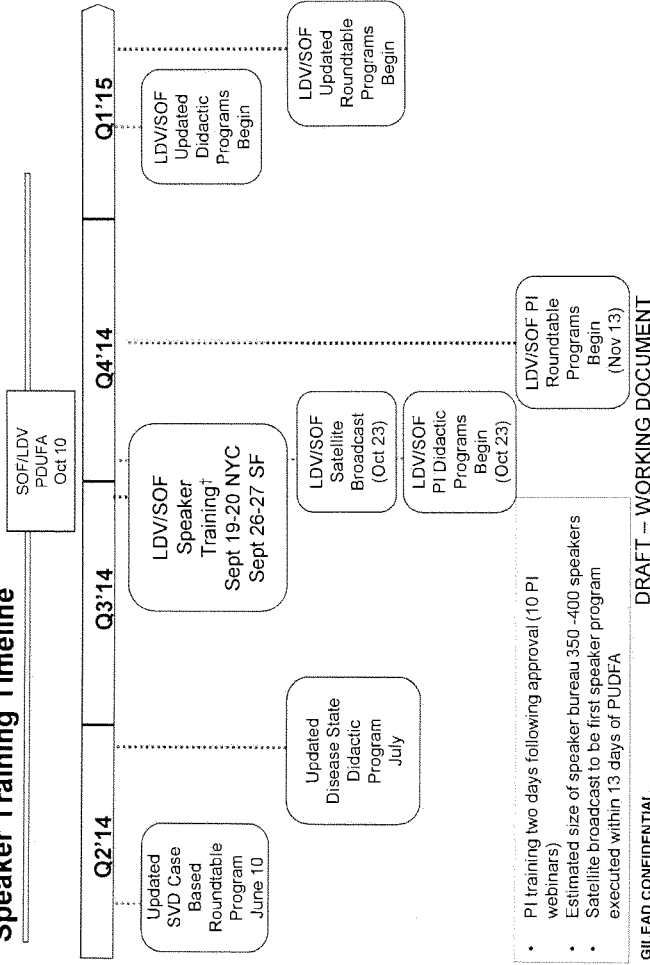 Speaker Training Timeline
SOF/LDV
PDUFA
Oct 10
Q2'14
Q3'14
Q4'14
Q1'15
Updated
SVD Case
Based
Roundtable
Program
June 10
Updated
Disease State
Didactic
Program
July
LDV/SOF
Speaker
Training†
Sept 19-20 NYC
Sept 26-27 SF
LDV/SOF
Satellite
Broadcast
(Oct 23)
LDV/SOF
PI Didactic
Programs
Begin
(Oct 23)
LDV/SOF PI
Roundtable
Programs
Begin
(Nov 13)
LDV/SOF
Updated
Didactic
Programs
Begin
LDV/SOF
Updated
Roundtable
Programs
Begin
• PI training two days following approval (10 PI
webinars)
• Estimated size of speaker bureau 350 -400 speakers
• Satellite broadcast to be first speaker program
executed within 13 days of PUDFA
GILEAD CONFIDENTIAL
DRAFT – WORKING DOCUMENT